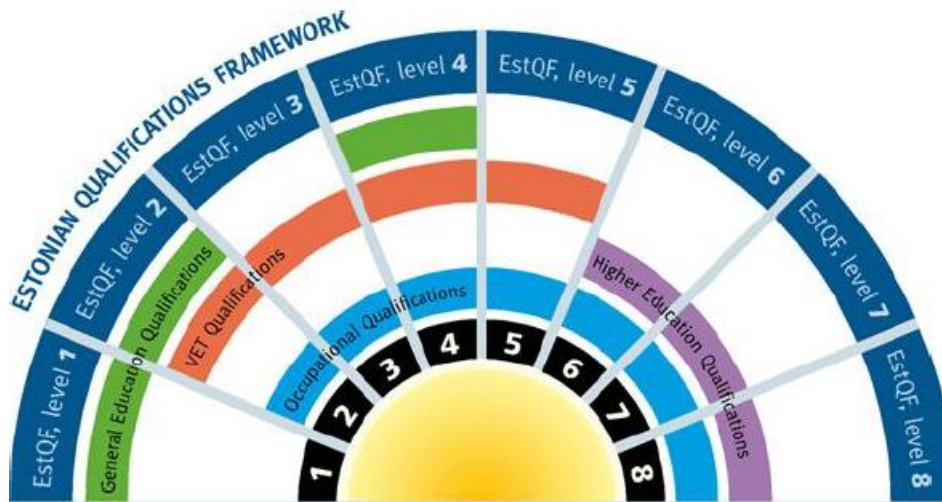 ESTONIAN QUALIFICATIONS FRAMEWORK
EstQF, level 1
EstQF, level 2
EstQF, level 3
EstQF, level 4
EstQF, level 5
EstQF, level 6
EstQF, level 7
EstQF, level 8
General Education Qualifications
VET Qualifications
Occupational Qualifications
Higher Education Qualifications
1
2
3
4
5
6
7
8